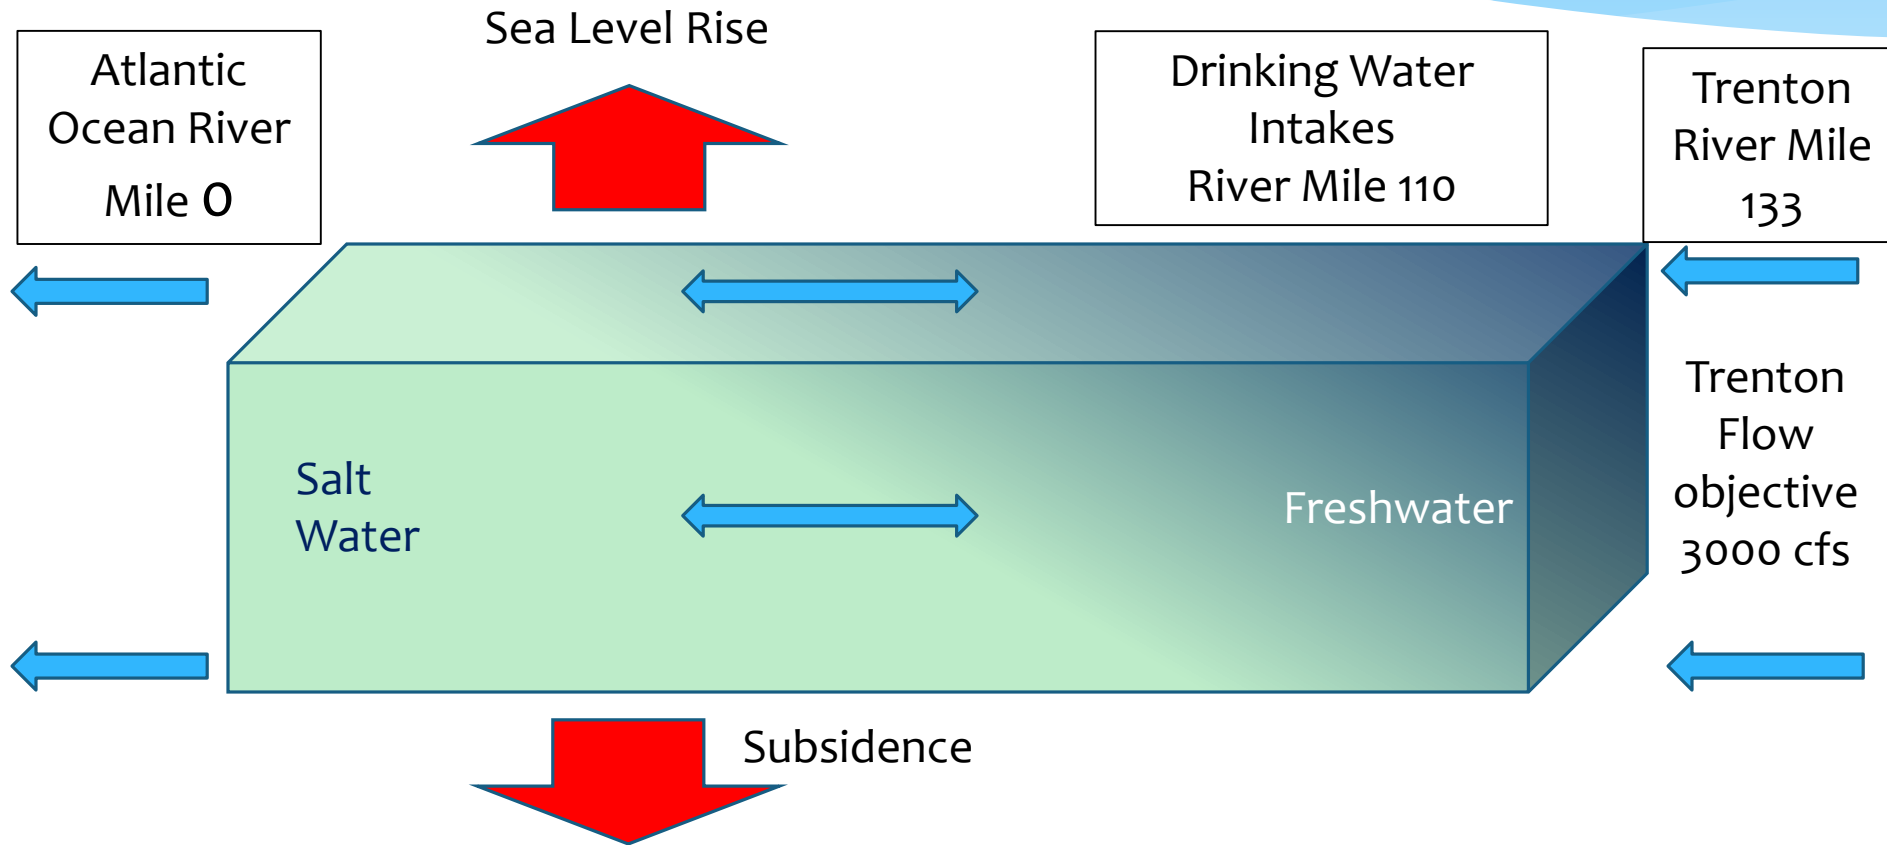 Sea Level Rise
Atlantic
Ocean River
Mile 0
Drinking Water
Intakes
River Mile 110
Trenton
River Mile
133
Salt
Water
Freshwater
Trenton
Flow
objective
3000 cfs
Subsidence